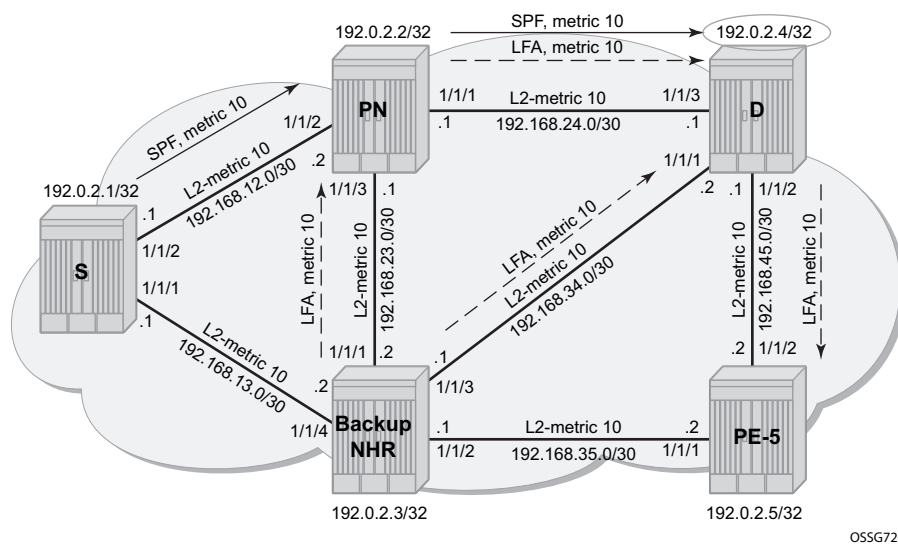 192.0.2.2/32
SPF, metric 10
LFA, metric 10
192.0.2.4/32
PN
1/1/1
L2-metric 10
1/1/3
.1
192.168.24.0/30
.1
D
SPF, metric 10
1/1/2
L2-metric 10
192.168.12.0/30
.2
192.0.2.1/32
.1
1/1/2
S
1/1/1
.1
1/1/3
.1
LFA, metric 10
L2-metric 10
192.168.23.0/30
LFA, metric 10
L2-metric 10
192.168.34.0/30
1/1/1
.2
.1
1/1/2
L2-metric 10
192.168.45.0/30
LFA, metric 10
L2-metric 10
192.168.13.0/30
1/1/1
.2
.2
1/1/4
.1
1/1/3
.2
1/1/2
Backup
NHR
.1
1/1/2
L2-metric 10
192.168.35.0/30
.2
1/1/1
PE-5
192.0.2.3/32
192.0.2.5/32
OSSG72